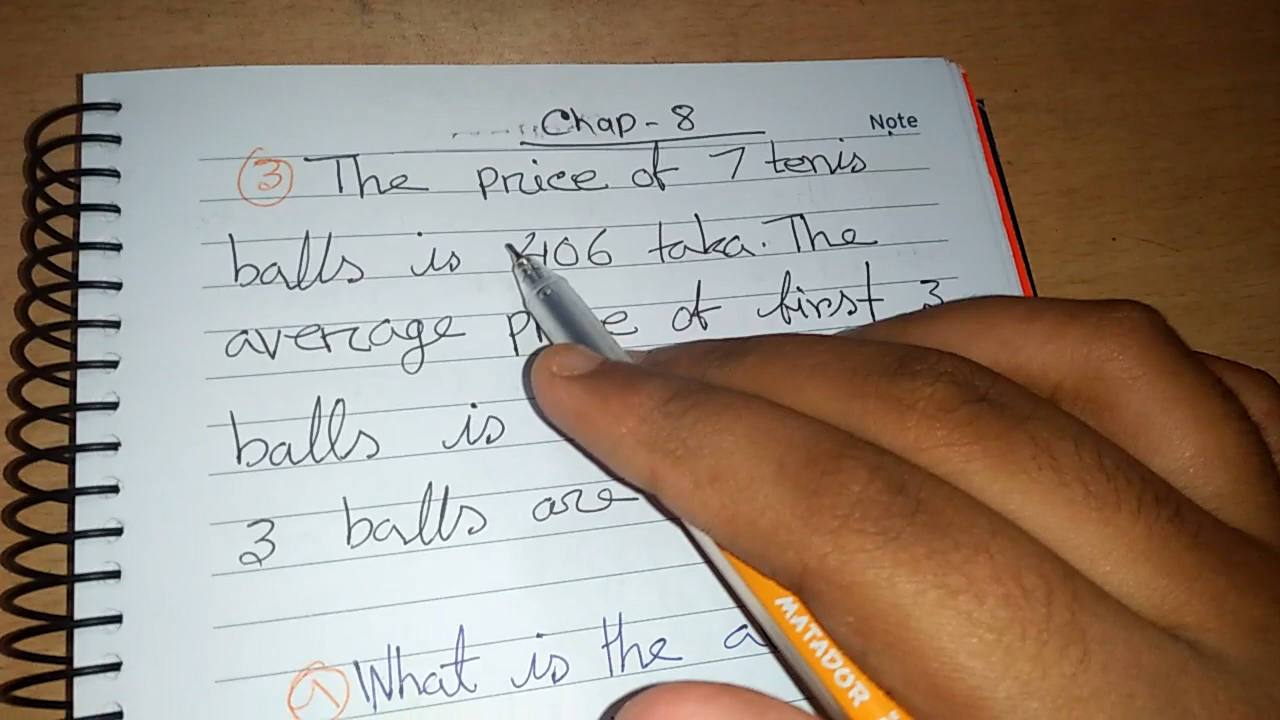 Chap - 8
Note
③ The price of 7 tenis
balls is 406 taka. The
average of first 3
balls is
3 balls are
a What is the a
MATADOR